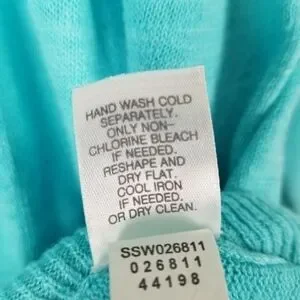 HAND WASH COLD
SEPARATELY.
ONLY NON-
CHLORINE BLEACH
IF NEEDED.
RESHAPE AND
DRY FLAT.
COOL IRON
IF NEEDED.
OR DRY CLEAN.
SSW026811
026811
44198